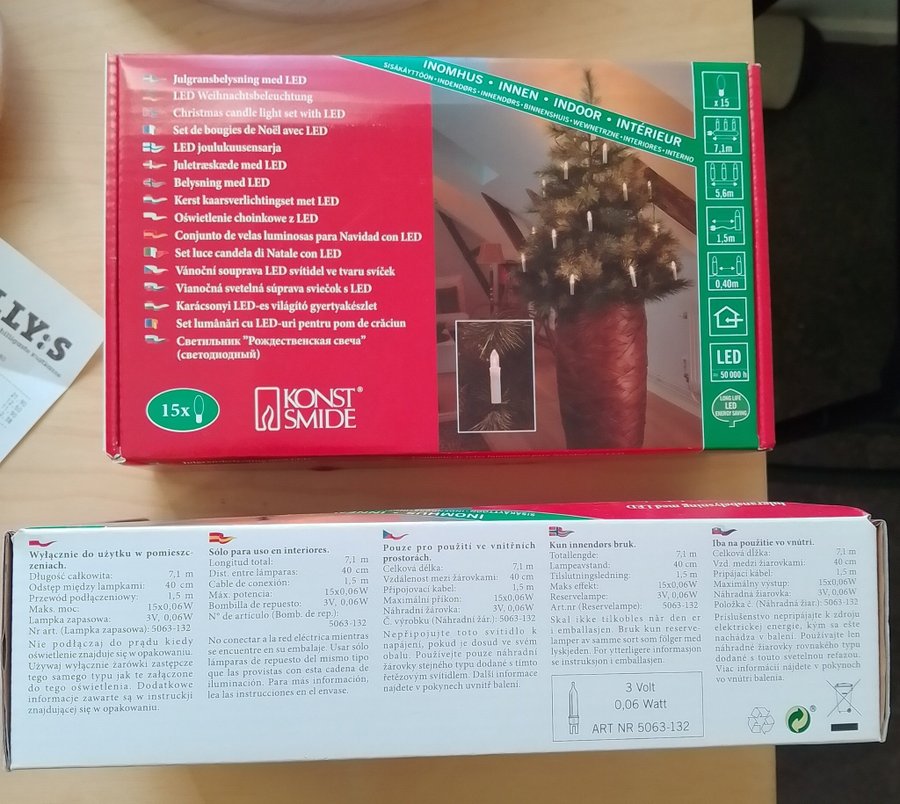 Julgransbelysning med LED
LED Weihnachtsbeleuchtung
Christmas candle light set with LED
Set de bougies de Noël avec LED
LED joulukuusensarja
Juletræskæde med LED
Belysning med LED
Kerst kaarsverlichtingset met LED
Oświetlenie choinkowe z LED
Conjunto de velas luminosas para Navidad con LED
Set luce candela di Natale con LED
Vánoční souprava LED svítidel ve tvaru svíček
Vianočná svetelná súprava sviečok s LED
Karácsonyi LED-es világító gyertyakészlet
Set lumânări cu LED-uri pentru pom de crăciun
Светильник "Рождественская свеча"
(светодиодный)
15x
KONST
SMIDE®
INOMHUS • INNEN • INDOOR • INTÉRIEUR
SISÄKÄYTTÖÖN • INDENDØRS • INNENDØRS • BINNENSHUIS • WEWNETRZNE • INTERIORES • INTERNO
x 15
7,1m
5,6m
1,5m
0,40m
LED
≈ 50 000 h
LONG LIFE
LED
ENERGY SAVING
LLY:S
INOMHUS • INNE
SISÄKÄYTTÖÖN • INDENDØR
Julgransbelysning med LED
Wyłącznie do użytku w pomieszc-
zeniach.
Długość całkowita: 7,1 m
Odstęp między lampkami: 40 cm
Przewód podłączeniowy: 1,5 m
Maks. moc: 15x0,06W
Lampka zapasowa: 3V, 0,06W
Nr art. (Lampka zapasowa): 5063-132
Nie podłączaj do prądu kiedy
oświetlenie znajduje się w opakowaniu.
Używaj wyłącznie żarówki zastępcze
tego samego typu jak te załączone
do tego oświetlenia. Dodatkowe
informacje zawarte są w instrukcji
znajdującej się w opakowaniu.
Sólo para uso en interiores.
Longitud total: 7,1 m
Dist. entre lámparas: 40 cm
Cable de conexión: 1,5 m
Máx. potencia: 15x0,06W
Bombilla de repuesto: 3V, 0,06W
Nº de artículo (Bomb. de rep.):
5063-132
No conectar a la red eléctrica mientras
se encuentre en su embalaje. Usar sólo
lámparas de repuesto del mismo tipo
que las provistas con esta cadena de
iluminación. Para mas información,
lea las instrucciones en el envase.
Pouze pro použití ve vnitřních
prostorách.
Celková délka: 7,1 m
Vzdálenost mezi žárovkami: 40 cm
Připojovací kabel: 1,5 m
Maximální příkon: 15x0,06W
Náhradní žárovka: 3V, 0,06W
Č. výrobku (Náhradní žár.): 5063-132
Nepřipojujte toto svítidlo k
napájení, pokud je dosud ve svém
obalu. Používejte pouze náhradní
žárovky stejného typu dodané s tímto
řetězovým svítidlem. Další informace
najdete v pokynech uvnitř balení.
Kun innendors bruk.
Totallengde: 7,1 m
Lampeavstand: 40 cm
Tilslutningsledning: 1,5 m
Maks effekt: 15x0,06W
Reservelampe: 3V, 0,06W
Art.nr (Reservelampe): 5063-132
Skal ikke tilkobles når den er
i emballasjen. Bruk kun reserve-
lamper av samme sort som følger med
lyskjeden. For ytterligere informasjon
se instruksjon i emballasjen.
3 Volt
0,06 Watt
ART NR 5063-132
Iba na použitie vo vnútri.
Celková dĺžka: 7,1 m
Vzd. medzi žiarovkami: 40 cm
Pripájací kábel: 1,5 m
Maximálny výstup: 15x0,06W
Náhradná žiarovka: 3V, 0,06W
Položka č. (Náhradná žiar.): 5063-132
Príslušenstvo nepripájajte k zdroju
elektrickej energie, kým sa ešte
nachádza v balení. Používajte len
náhradné žiarovky rovnakého typu
dodané s touto svetelnou reťazou.
Viac informácií nájdete v pokynoch
vo vnútri balenia.